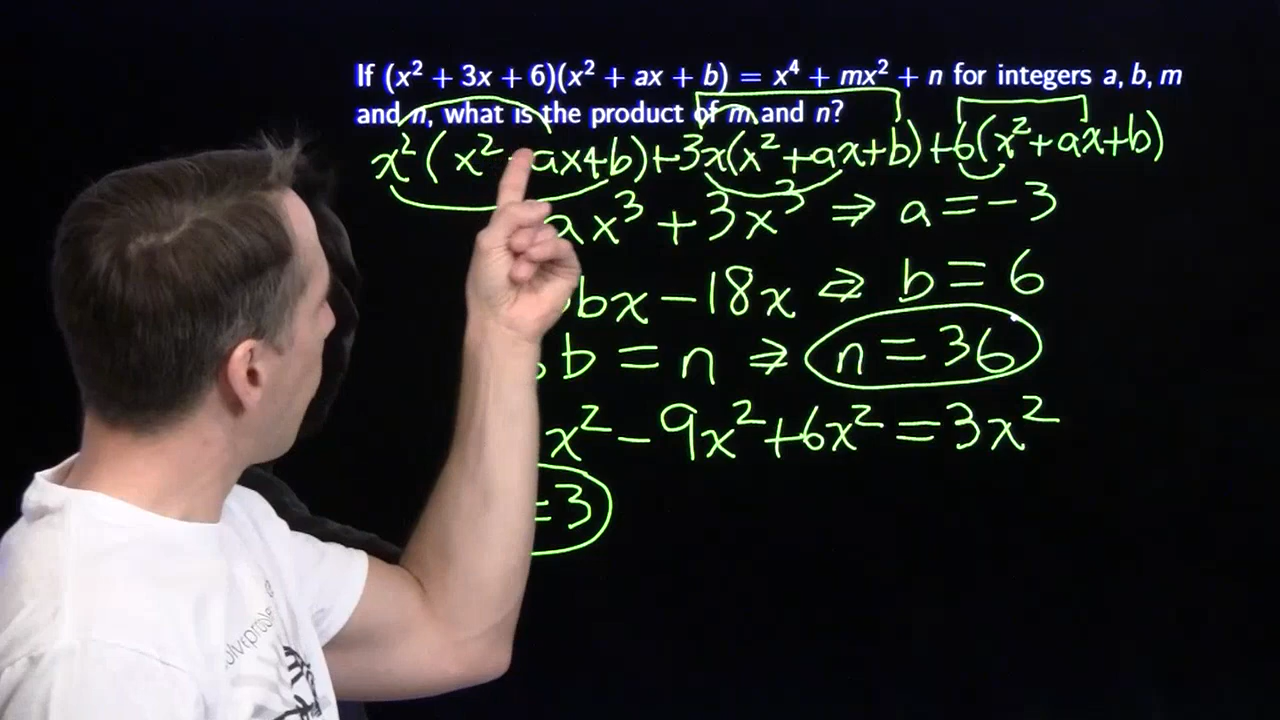 If (x² + 3x + 6)(x² + ax + b) = x⁴ + mx² + n for integers a, b, m
and n, what is the product of m and n?
x²(x² + ax + b) + 3x(x² + ax + b) + 6(x² + ax + b)
ax³ + 3x³ ⇒ a = -3
bx - 18x ⇒ b = 6
b = n ⇒ n = 36
x² - 9x² + 6x² = 3x²
= 3